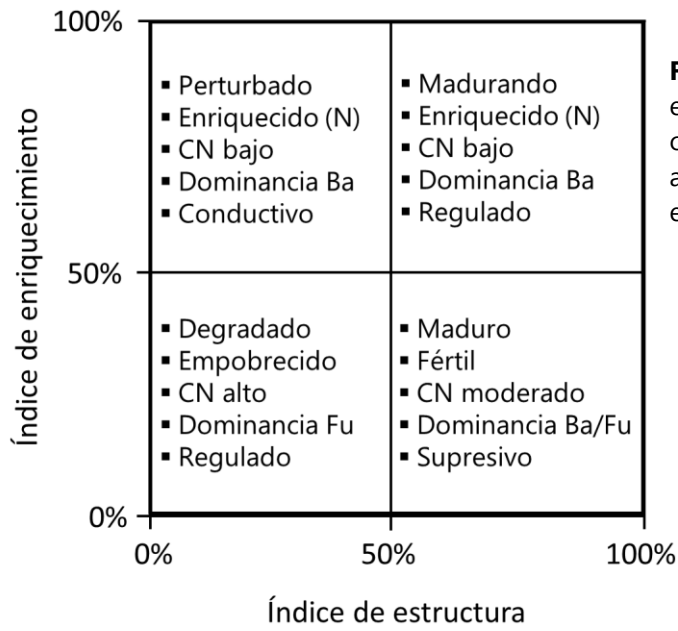 100%
▪ Perturbado
▪ Enriquecido (N)
▪ CN bajo
▪ Dominancia Ba
▪ Conductivo
▪ Madurando
▪ Enriquecido (N)
▪ CN bajo
▪ Dominancia Ba
▪ Regulado
Índice de enriquecimiento
50%
▪ Degradado
▪ Empobrecido
▪ CN alto
▪ Dominancia Fu
▪ Regulado
▪ Maduro
▪ Fértil
▪ CN moderado
▪ Dominancia Ba/Fu
▪ Supresivo
0%
0%
50%
100%
Índice de estructura